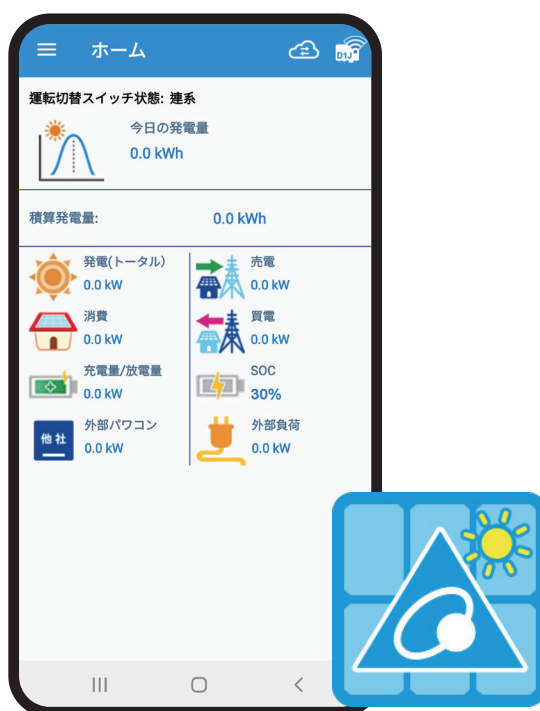 ホーム
D1J
運転切替スイッチ状態: 連系
今日の発電量
0.0 kWh
積算発電量: 0.0 kWh
発電(トータル)
0.0 kW
売電
0.0 kW
消費
0.0 kW
買電
0.0 kW
充電量/放電量
0.0 kW
SOC
30%
他社
外部パワコン
0.0 kW
外部負荷
0.0 kW